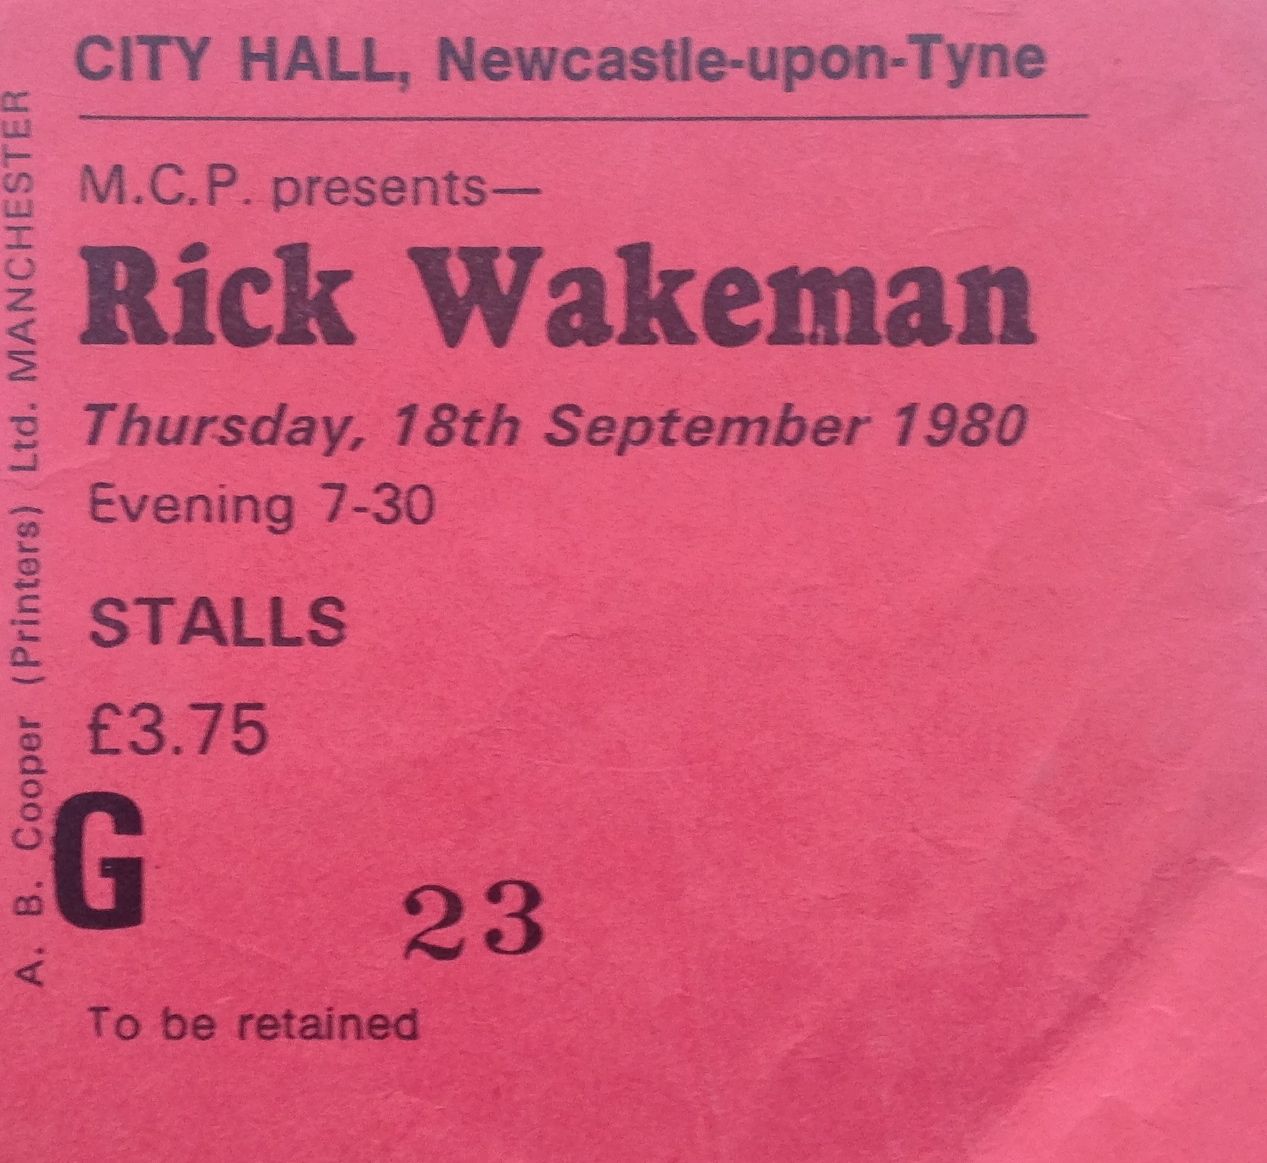 CITY HALL, Newcastle-upon-Tyne
M.C.P. presents—
Rick Wakeman
Thursday, 18th September 1980
Evening 7-30
STALLS
£3.75
G 23
To be retained
A. B. Cooper (Printers) Ltd. MANCHESTER